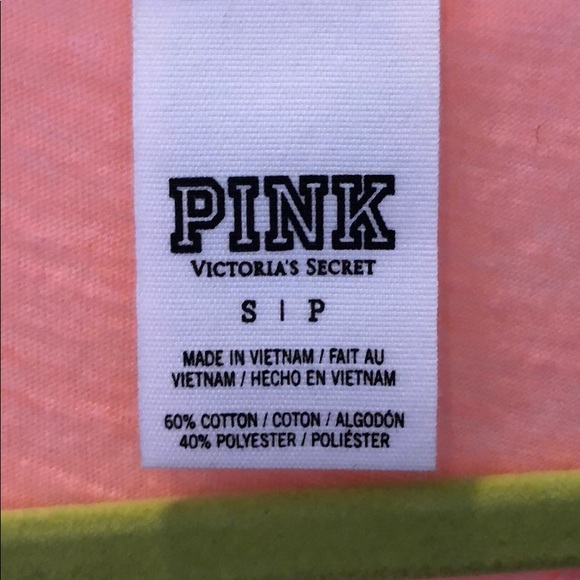 PINK
VICTORIA'S SECRET
S | P
MADE IN VIETNAM / FAIT AU
VIETNAM / HECHO EN VIETNAM
60% COTTON / COTON / ALGODÓN
40% POLYESTER / POLIÉSTER